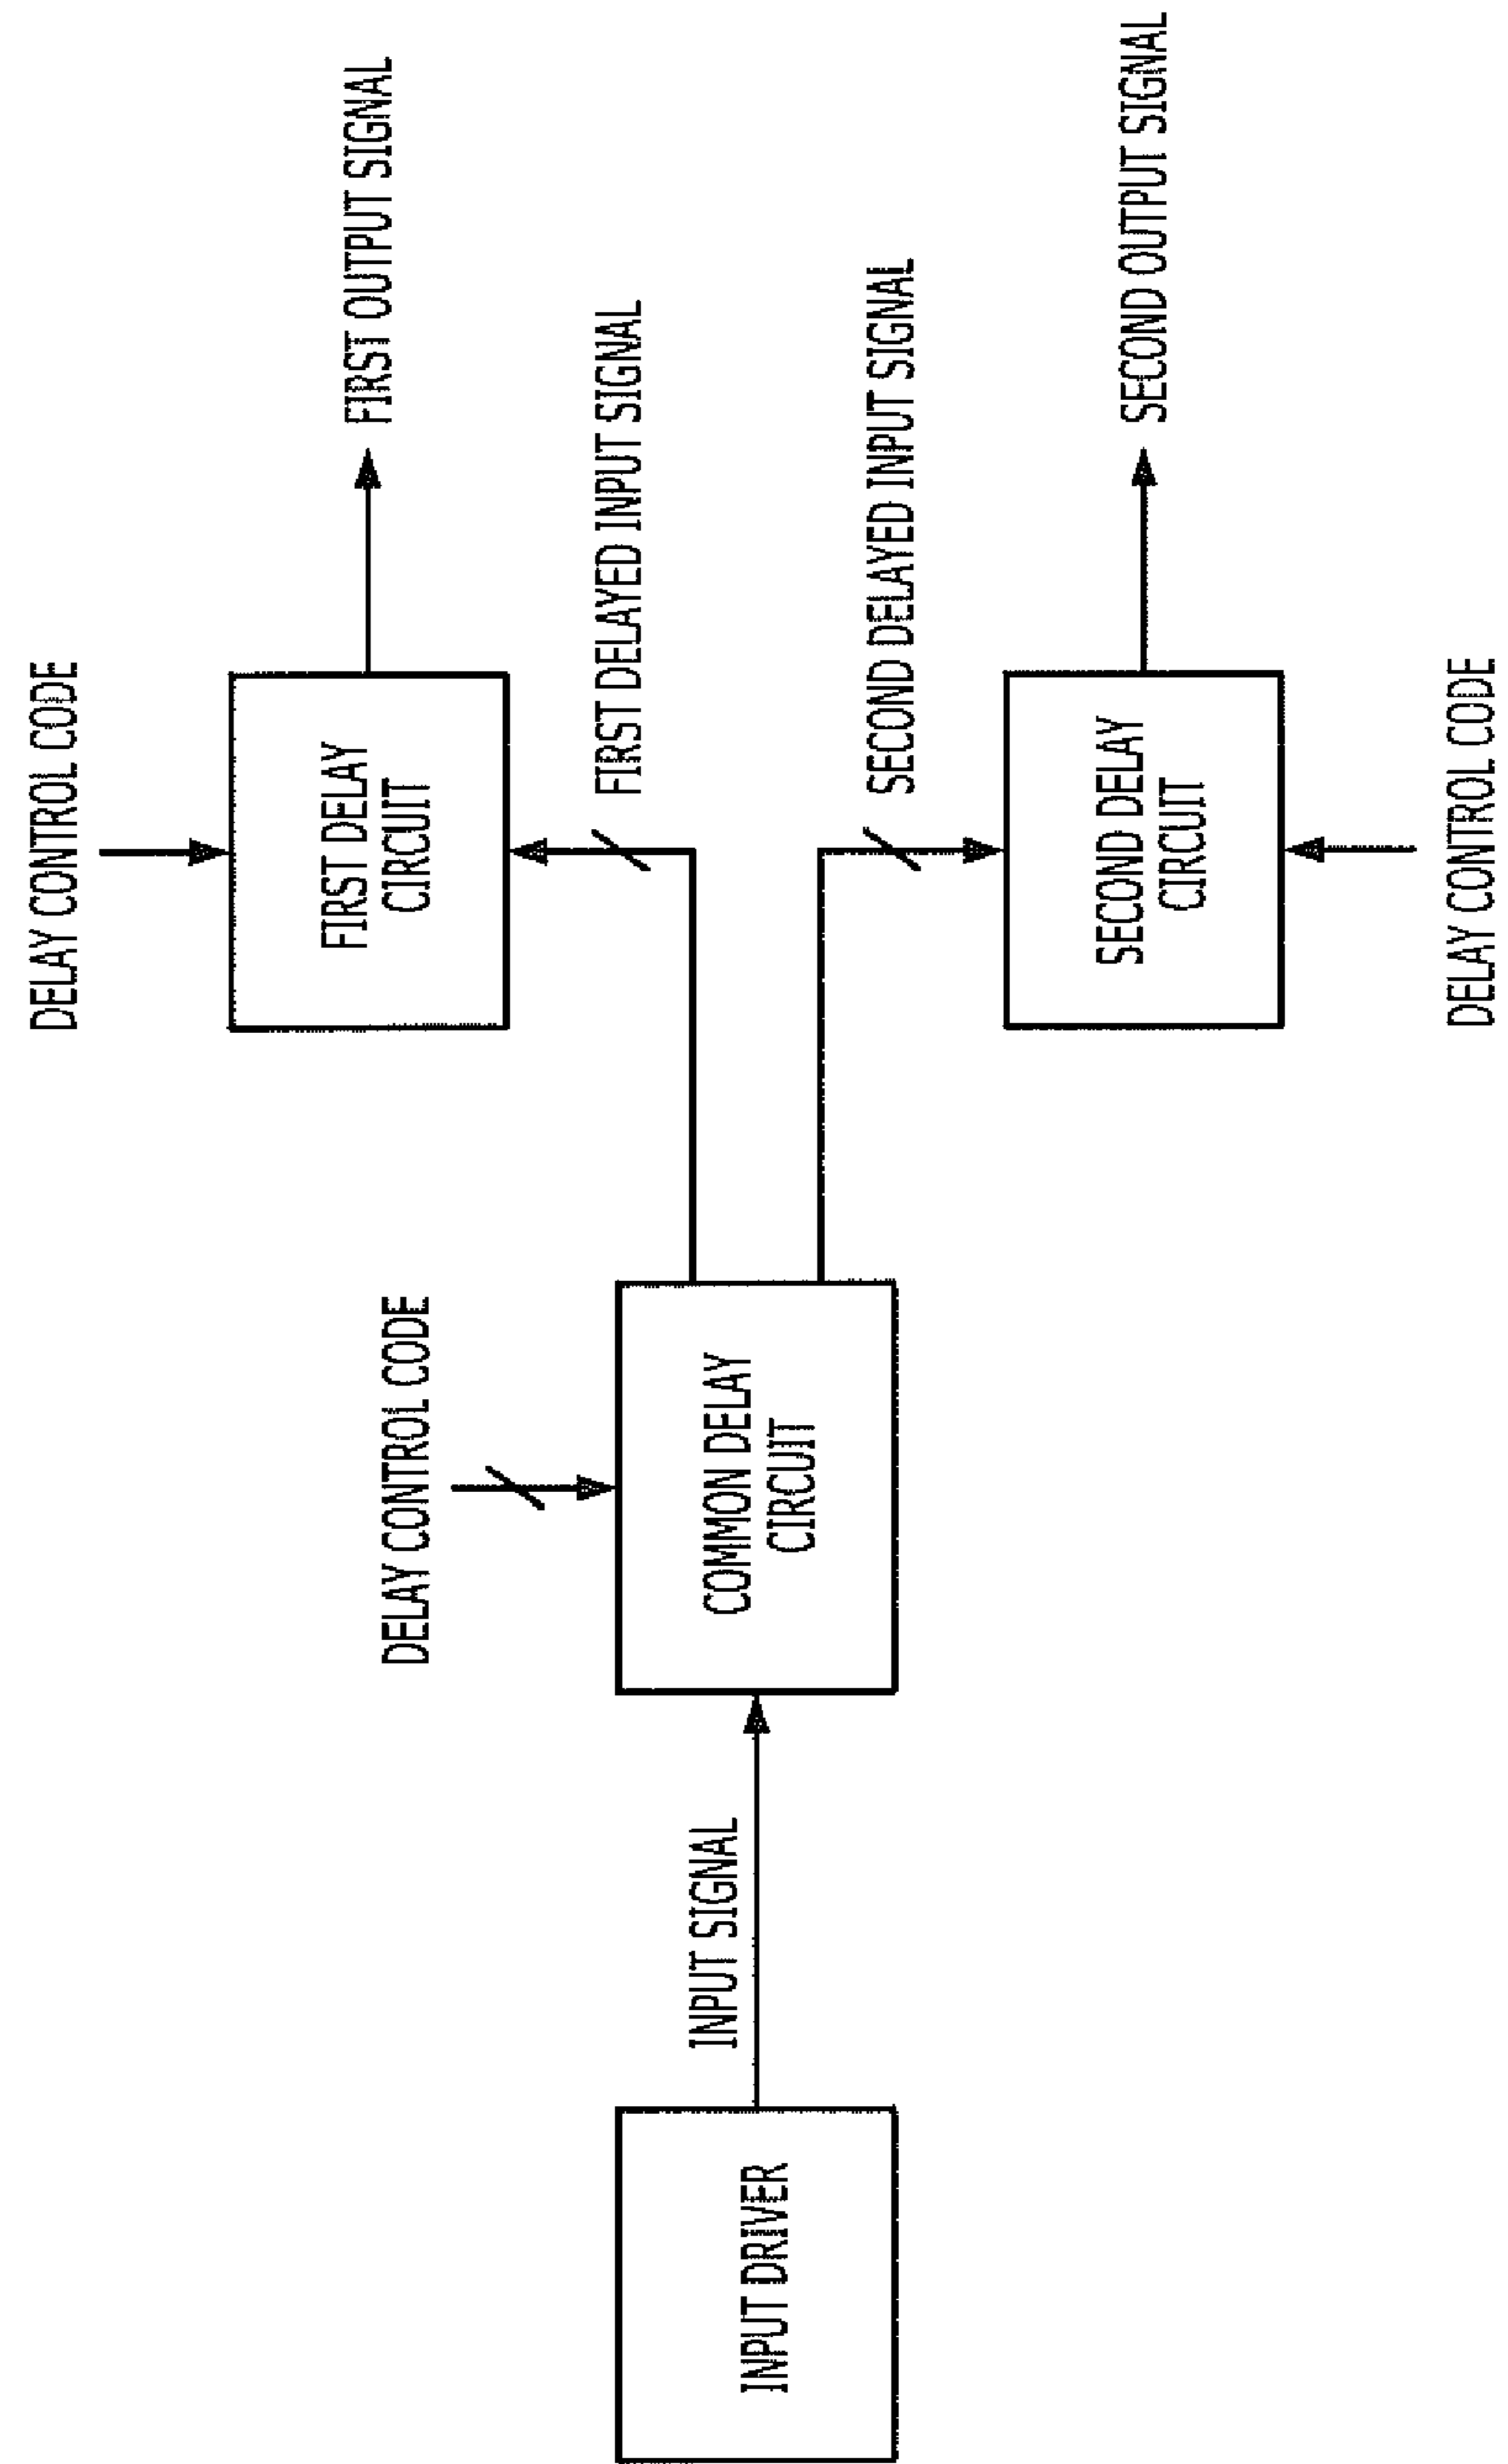 DELAY CONTROL CODE
FIRST DELAY
CIRCUIT
FIRST OUTPUT SIGNAL
FIRST DELAYED INPUT SIGNAL
DELAY CONTROL CODE
INPUT DRIVER
INPUT SIGNAL
COMMON DELAY
CIRCUIT
SECOND DELAYED INPUT SIGNAL
SECOND DELAY
CIRCUIT
SECOND OUTPUT SIGNAL
DELAY CONTROL CODE